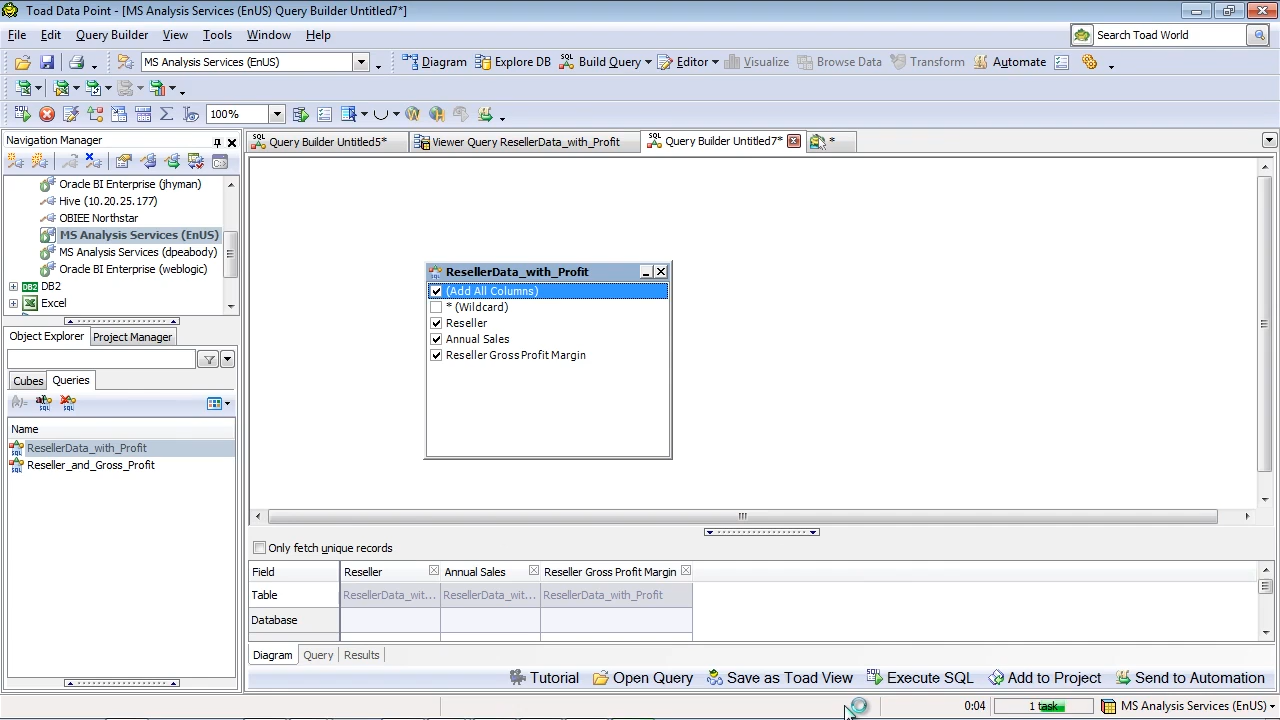 Toad Data Point - [MS Analysis Services (EnUS) Query Builder Untitled7*]
File Edit Query Builder View Tools Window Help Search Toad World
MS Analysis Services (EnUS) Diagram Explore DB SQL Build Query Editor Visualize Browse Data Transform Automate
100%
Navigation Manager
SQL Query Builder Untitled5* Viewer Query ResellerData_with_Profit SQL Query Builder Untitled7* *
Oracle BI Enterprise (jhyman)
Hive (10.20.25.177)
OBIEE Northstar
MS Analysis Services (EnUS)
MS Analysis Services (dpeabody)
Oracle BI Enterprise (weblogic)
DB2 DB2
Excel
Object Explorer Project Manager
Cubes Queries
Name
ResellerData_with_Profit
Reseller_and_Gross_Profit
ResellerData_with_Profit
(Add All Columns)
* (Wildcard)
Reseller
Annual Sales
Reseller Gross Profit Margin
Only fetch unique records
Field Reseller Annual Sales Reseller Gross Profit Margin
Table ResellerData_wit... ResellerData_wit... ResellerData_with_Profit
Database
Diagram Query Results
Tutorial Open Query Save as Toad View SQL Execute SQL Add to Project Send to Automation
0:04 1 task MS Analysis Services (EnUS)